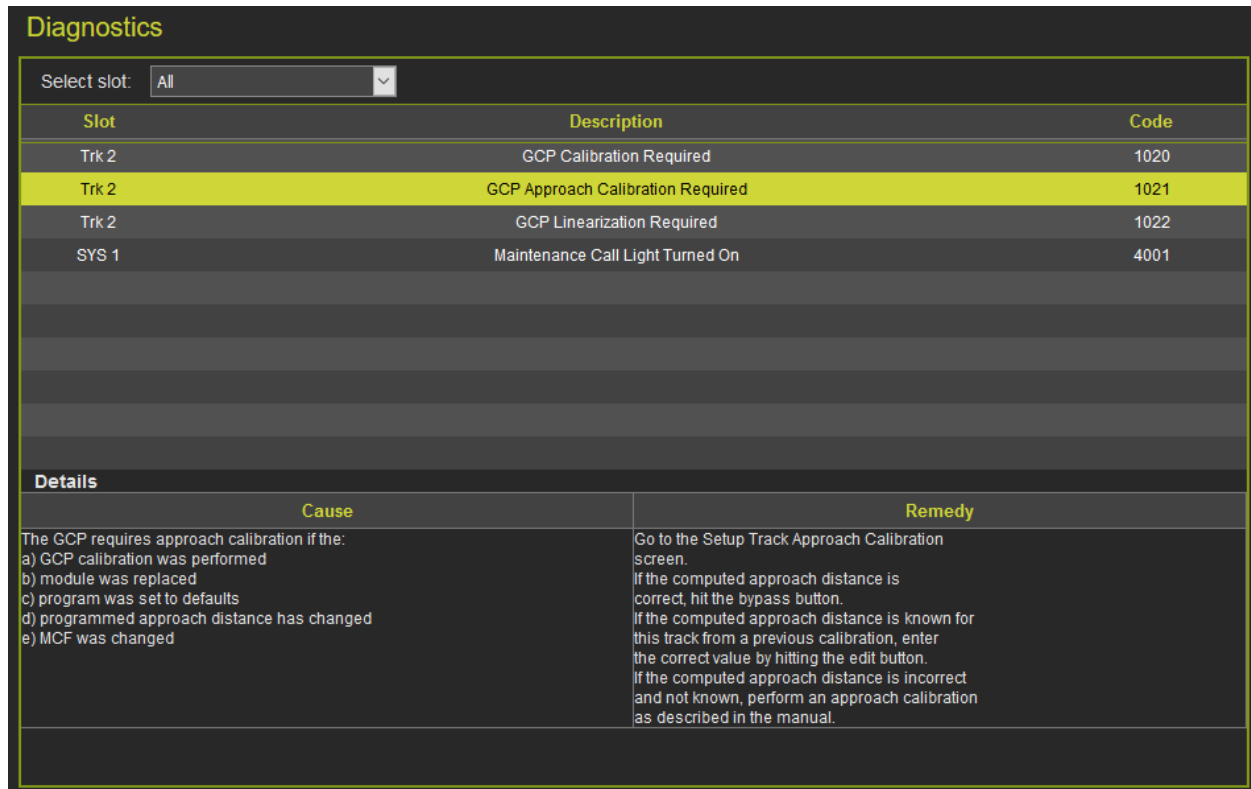 Diagnostics
Select slot: All
Slot Description Code
Trk 2 GCP Calibration Required 1020
Trk 2 GCP Approach Calibration Required 1021
Trk 2 GCP Linearization Required 1022
SYS 1 Maintenance Call Light Turned On 4001
Details
Cause
The GCP requires approach calibration if the:
a) GCP calibration was performed
b) module was replaced
c) program was set to defaults
d) programmed approach distance has changed
e) MCF was changed
Remedy
Go to the Setup Track Approach Calibration
screen.
If the computed approach distance is
correct, hit the bypass button.
If the computed approach distance is known for
this track from a previous calibration, enter
the correct value by hitting the edit button.
If the computed approach distance is incorrect
and not known, perform an approach calibration
as described in the manual.